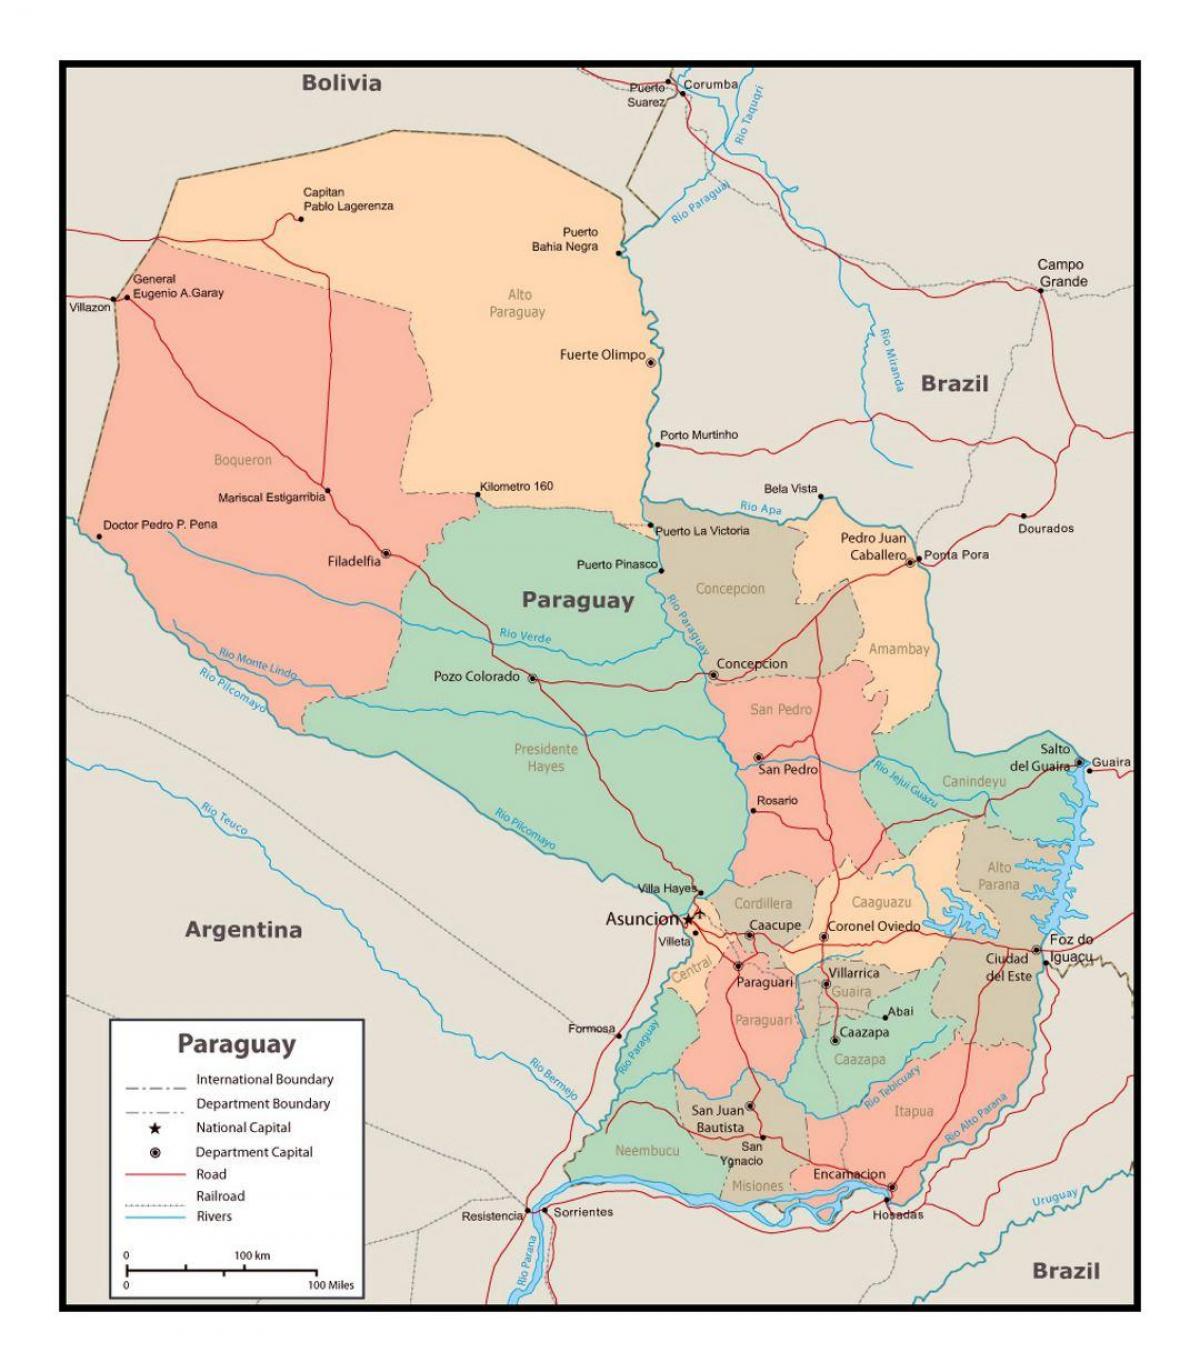 Bolivia
Puerto
Suarez
Corumba
Rio Taquqri
Rio Paraguaj
Capitan
Pablo Lagerenza
Puerto
Bahia Negra
General
Eugenio A.Garay
Villazon
Alto
Paraguay
Campo
Grande
Fuerte Olimpo
Rio Miranda
Brazil
Porto Murtinho
Boqueron
Mariscal Estigarribia
Kilometro 160
Bela Vista
Rio Apa
Doctor Pedro P. Pena
Puerto La Victoria
Dourados
Pedro Juan
Caballero
Ponta Pora
Filadelfia
Puerto Pinasco
Concepcion
Paraguay
Rio Paraguay
Rio Verde
Amambay
Rio Monte Lindo
Rio Pilcomayo
Pozo Colorado
Concepcion
San Pedro
Presidente
Hayes
Salto
del Guaira
Guaira
San Pedro
Rio Jejui Guazu
Canindeyu
Rio Teuco
Rosario
Rio Pilcomayo
Alto
Parana
Villa Hayes
Cordillera
Caaguazu
Asuncion
Argentina
Caacupe
Coronel Oviedo
Villeta
Foz do
Iguacu
Ciudad
del Este
Central
Paraguari
Villarrica
Guaira
Abai
Paraguari
Caazapa
Caazapa
Formosa
Rio Paraguay
Rio Bermejo
Rio Tebicuary
Itapua
San Juan
Bautista
Rio Alto Parana
Neembucu
San
Ygnacio
Misiones
Encarnacion
Hosadas
Resistencia
Sorrientes
Uruguay
Rio Parana
Brazil
Paraguay
International Boundary
Department Boundary
National Capital
Department Capital
Road
Railroad
Rivers
0 100 km
0 100 Miles